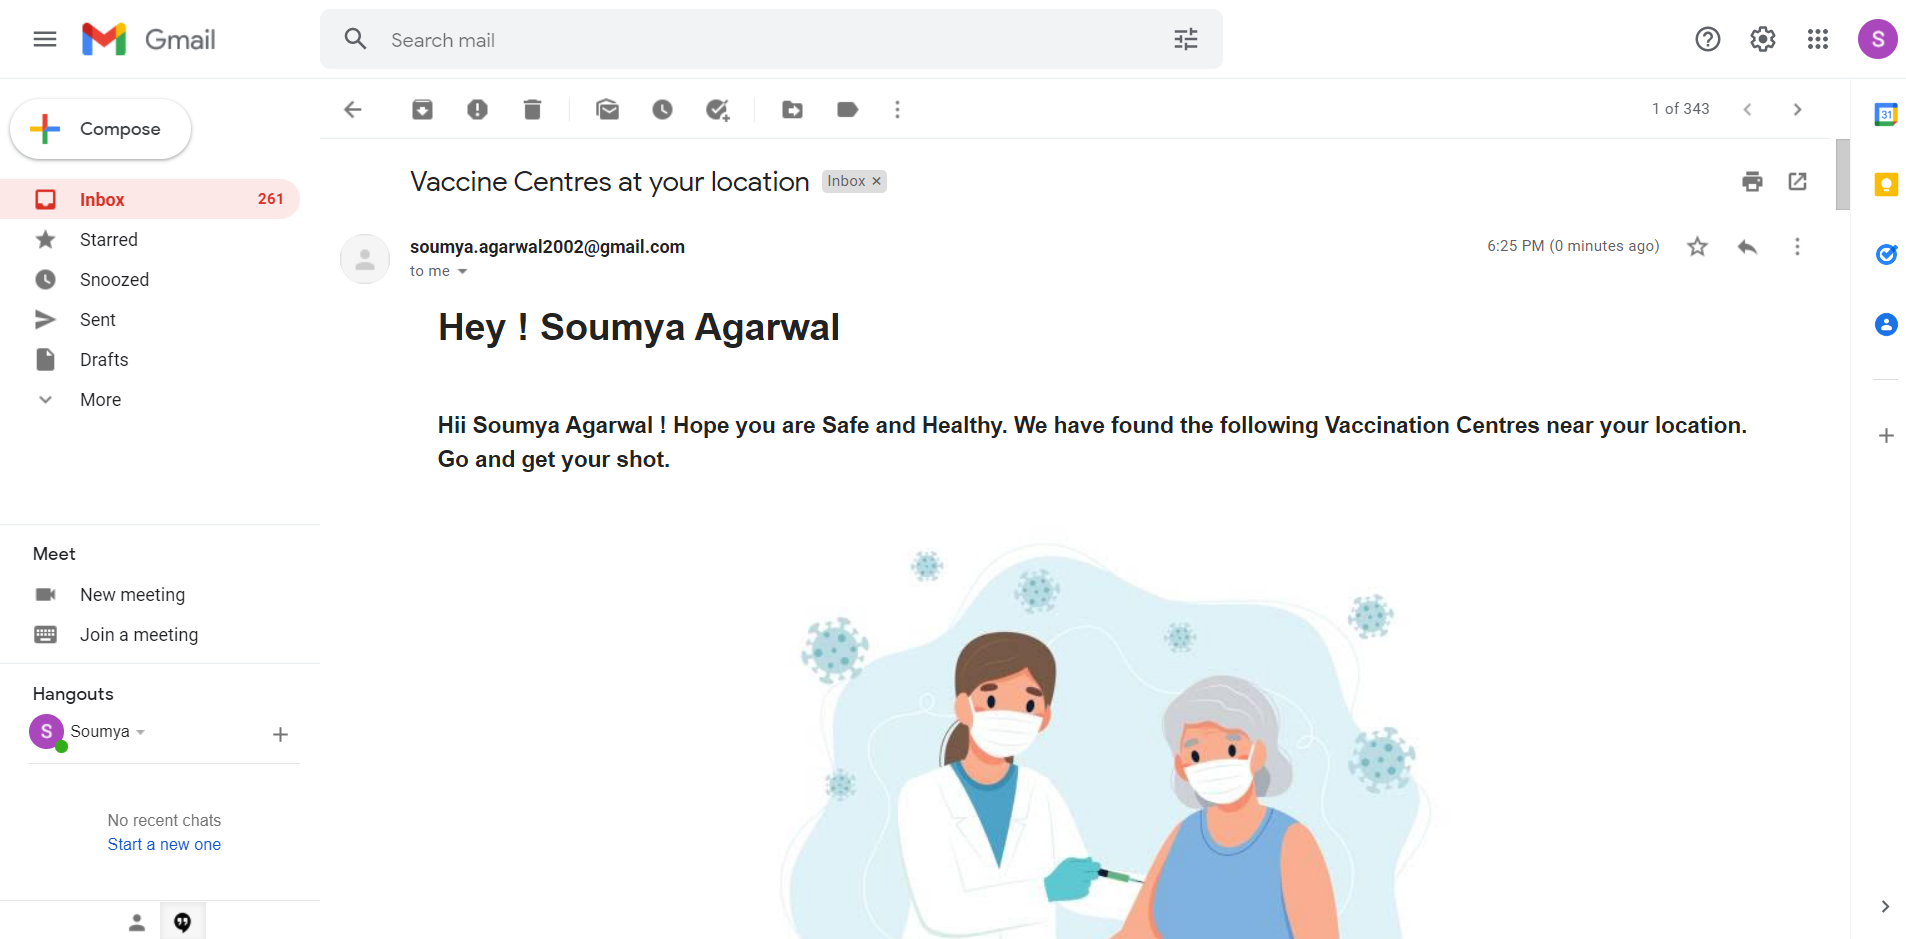 Gmail
Search mail
S
Compose
1 of 343
31
Vaccine Centres at your location
Inbox ×
Inbox 261
Starred
Snoozed
Sent
Drafts
More
soumya.agarwal2002@gmail.com
6:25 PM (0 minutes ago)
to me
Hey ! Soumya Agarwal
Hii Soumya Agarwal ! Hope you are Safe and Healthy. We have found the following Vaccination Centres near your location.
Go and get your shot.
Meet
New meeting
Join a meeting
Hangouts
S Soumya
No recent chats
Start a new one